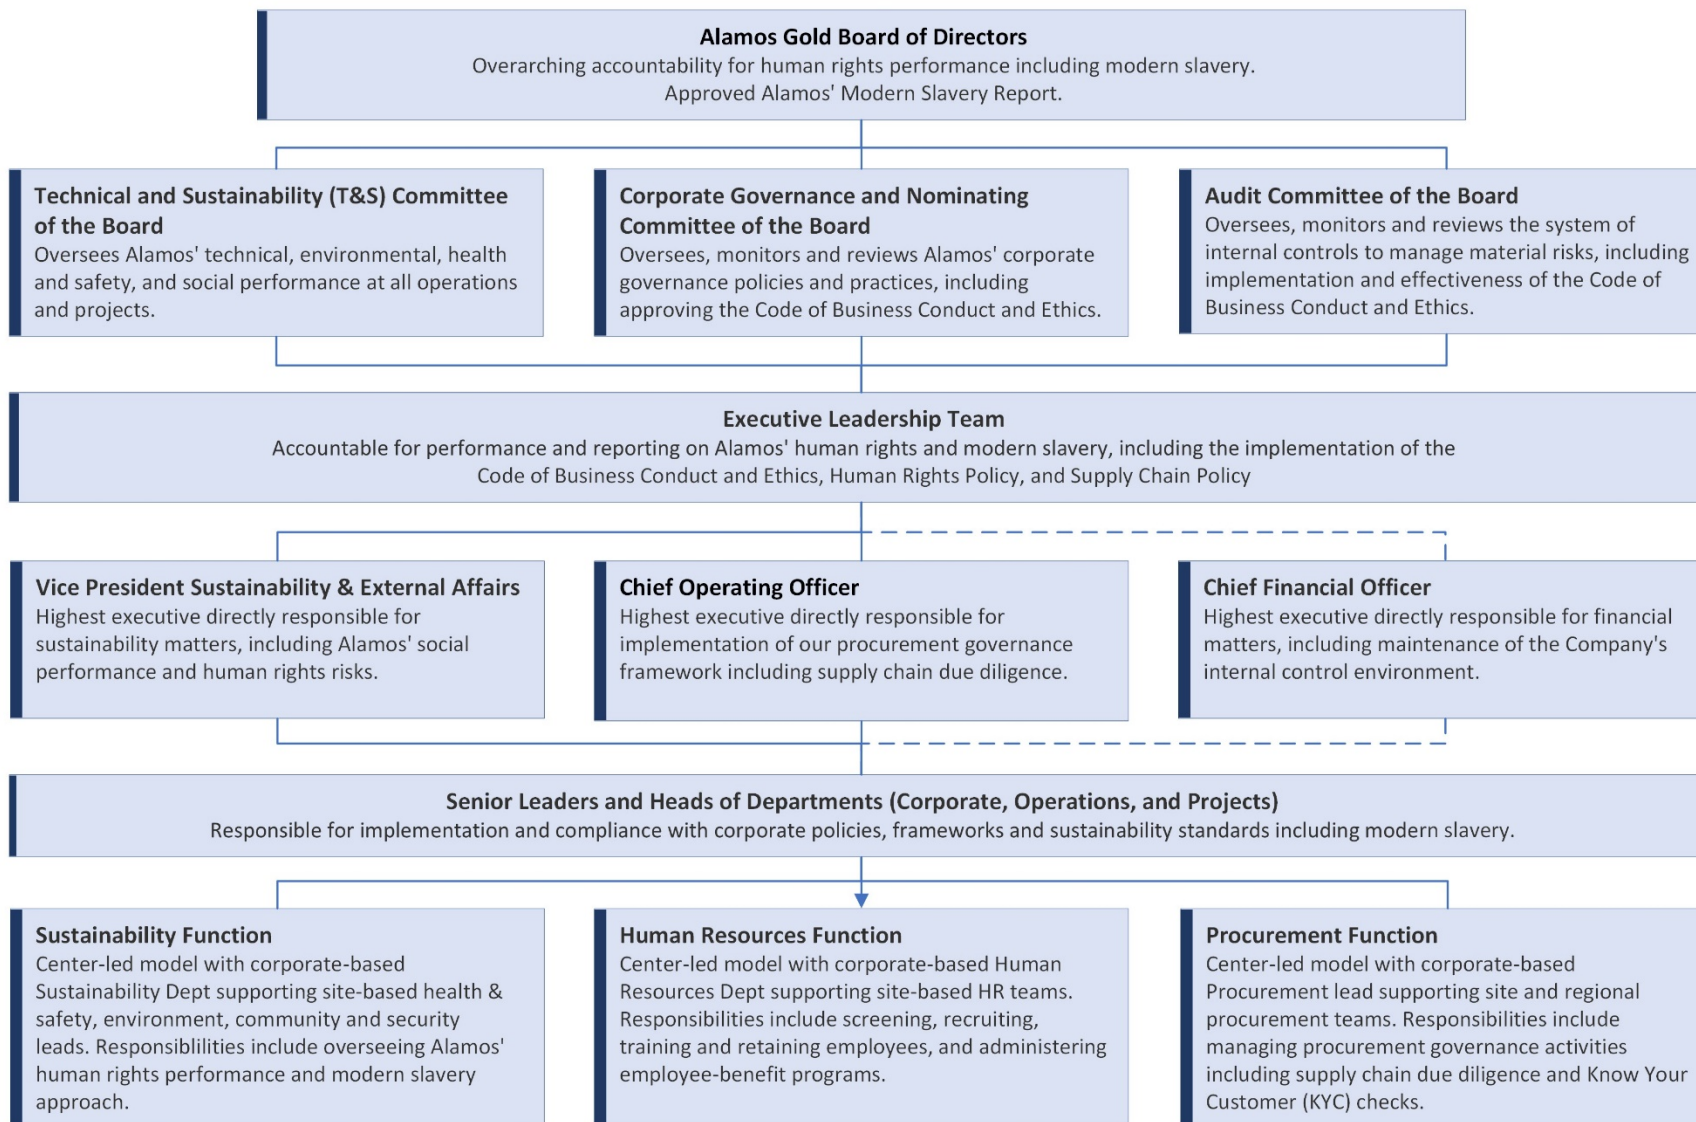 Alamos Gold Board of Directors
Overarching accountability for human rights performance including modern slavery.
Approved Alamos' Modern Slavery Report.
Technical and Sustainability (T&S) Committee
of the Board
Oversees Alamos' technical, environmental, health
and safety, and social performance at all operations
and projects.
Corporate Governance and Nominating
Committee of the Board
Oversees, monitors and reviews Alamos' corporate
governance policies and practices, including
approving the Code of Business Conduct and Ethics.
Audit Committee of the Board
Oversees, monitors and reviews the system of
internal controls to manage material risks, including
implementation and effectiveness of the Code of
Business Conduct and Ethics.
Executive Leadership Team
Accountable for performance and reporting on Alamos' human rights and modern slavery, including the implementation of the
Code of Business Conduct and Ethics, Human Rights Policy, and Supply Chain Policy
Vice President Sustainability & External Affairs
Highest executive directly responsible for
sustainability matters, including Alamos' social
performance and human rights risks.
Chief Operating Officer
Highest executive directly responsible for
implementation of our procurement governance
framework including supply chain due diligence.
Chief Financial Officer
Highest executive directly responsible for financial
matters, including maintenance of the Company's
internal control environment.
Senior Leaders and Heads of Departments (Corporate, Operations, and Projects)
Responsible for implementation and compliance with corporate policies, frameworks and sustainability standards including modern slavery.
Sustainability Function
Center-led model with corporate-based
Sustainability Dept supporting site-based health &
safety, environment, community and security
leads. Responsiblilities include overseeing Alamos'
human rights performance and modern slavery
approach.
Human Resources Function
Center-led model with corporate-based Human
Resources Dept supporting site-based HR teams.
Responsibilities include screening, recruiting,
training and retaining employees, and administering
employee-benefit programs.
Procurement Function
Center-led model with corporate-based
Procurement lead supporting site and regional
procurement teams. Responsibilities include
managing procurement governance activities
including supply chain due diligence and Know Your
Customer (KYC) checks.